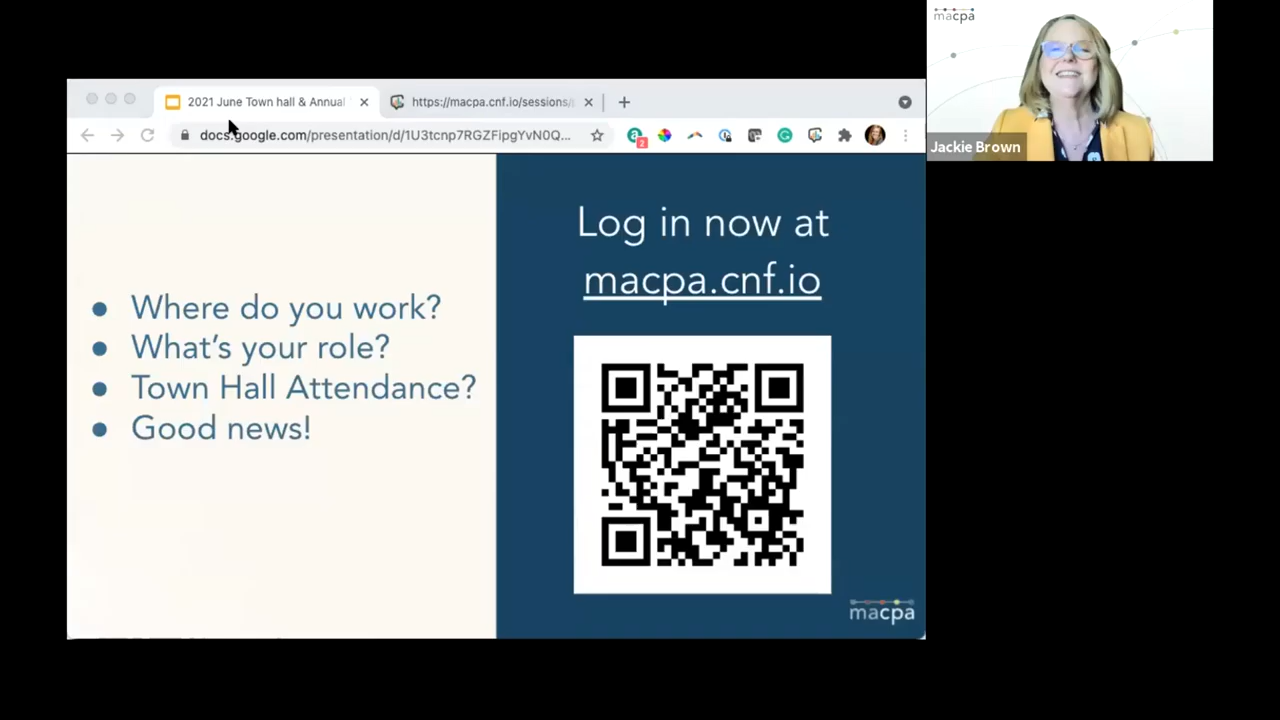 2021 June Town hall & Annual
https://macpa.cnf.io/sessions/
docs.google.com/presentation/d/1U3tcnp7RGZFipgYvN0Q...
2
Where do you work?
What's your role?
Town Hall Attendance?
Good news!
Log in now at
macpa.cnf.io
macpa
macpa
Jackie Brown